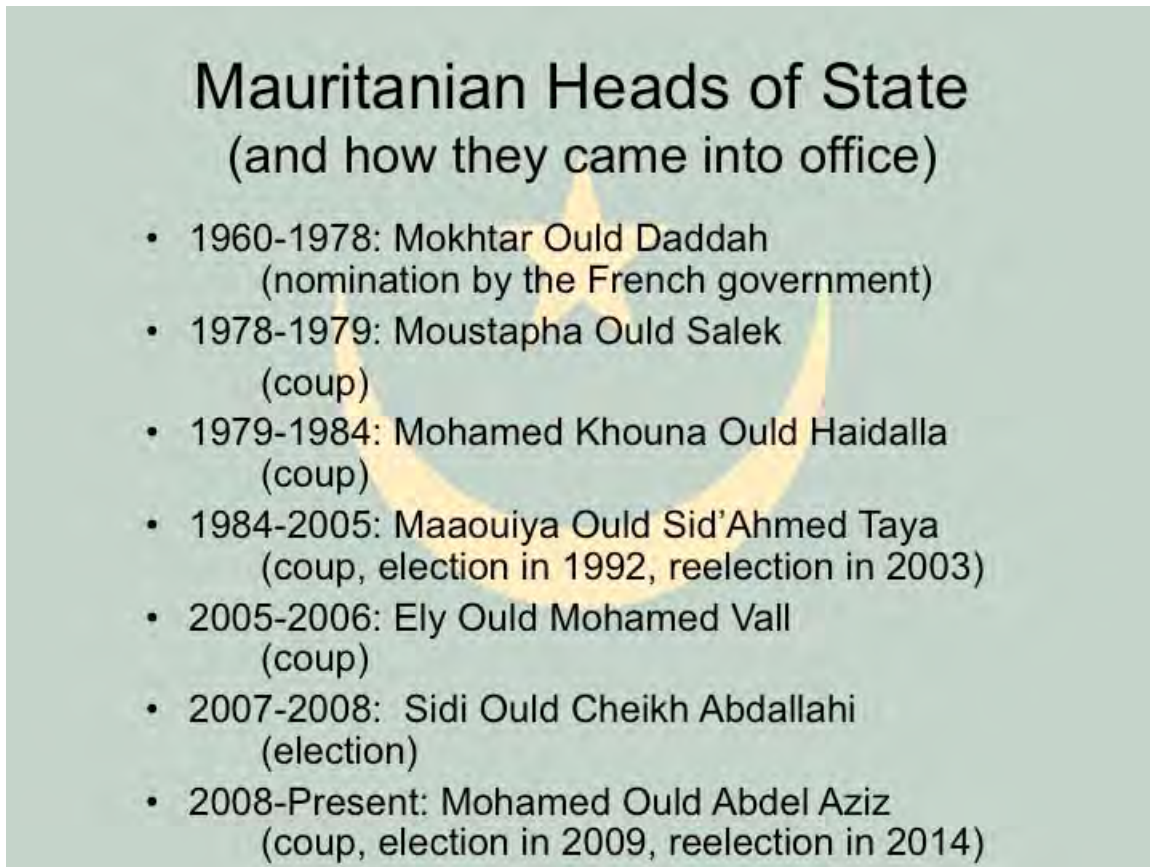 Mauritanian Heads of State
(and how they came into office)
• 1960-1978: Mokhtar Ould Daddah
(nomination by the French government)
• 1978-1979: Moustapha Ould Salek
(coup)
• 1979-1984: Mohamed Khouna Ould Haidalla
(coup)
• 1984-2005: Maaouiya Ould Sid’Ahmed Taya
(coup, election in 1992, reelection in 2003)
• 2005-2006: Ely Ould Mohamed Vall
(coup)
• 2007-2008: Sidi Ould Cheikh Abdallahi
(election)
• 2008-Present: Mohamed Ould Abdel Aziz
(coup, election in 2009, reelection in 2014)